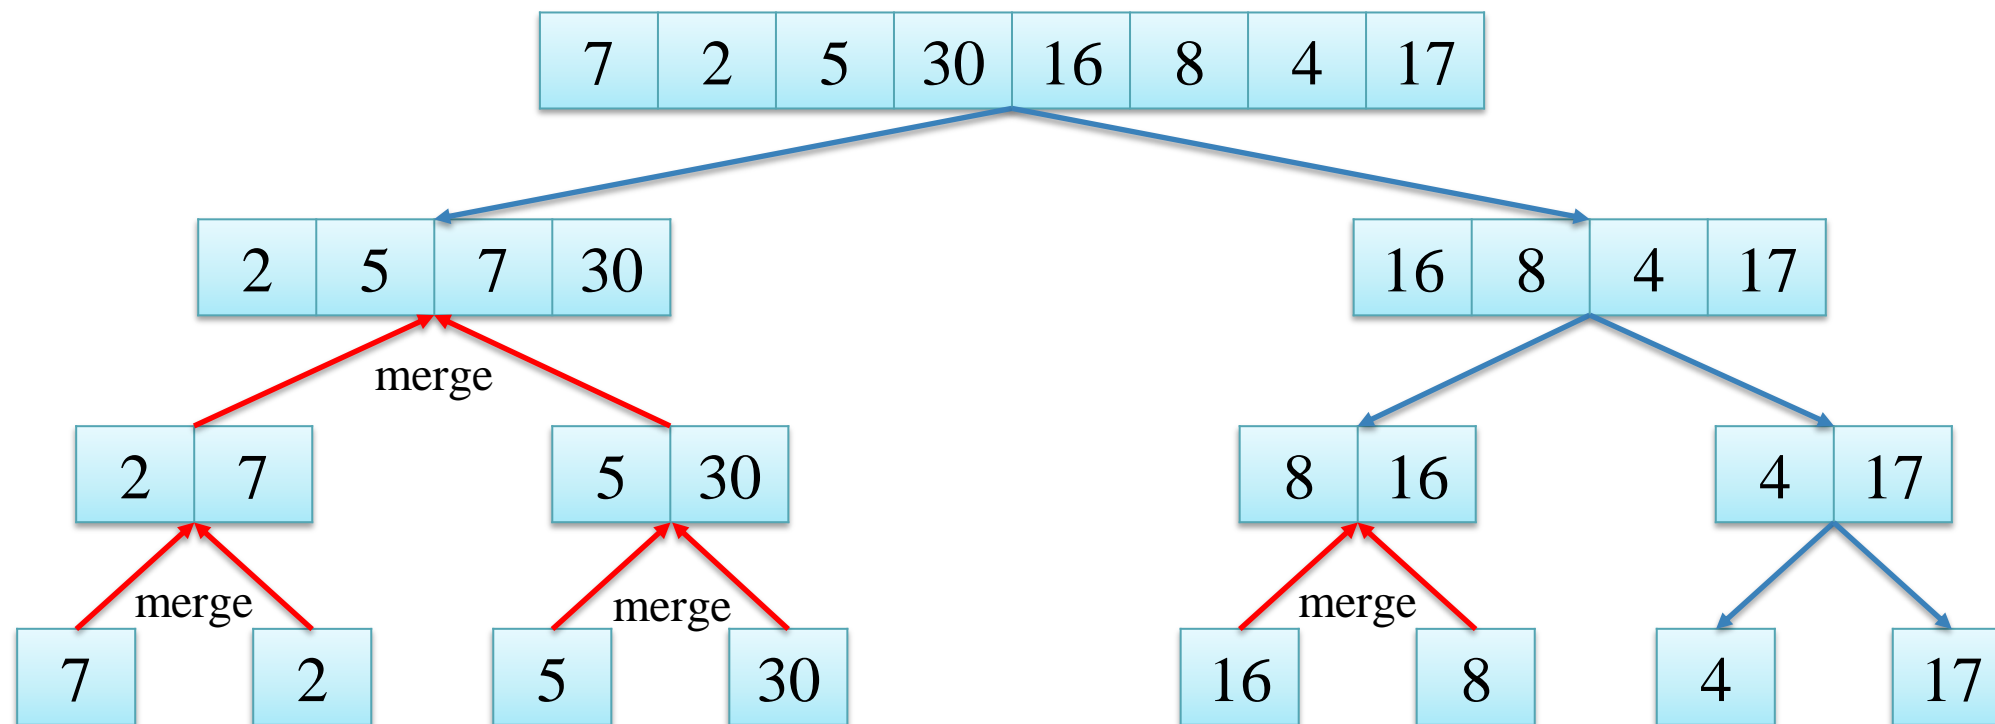 7 2 5 30 16 8 4 17
2 5 7 30 16 8 4 17
merge
2 7 5 30 8 16 4 17
merge merge merge
7 2 5 30 16 8 4 17